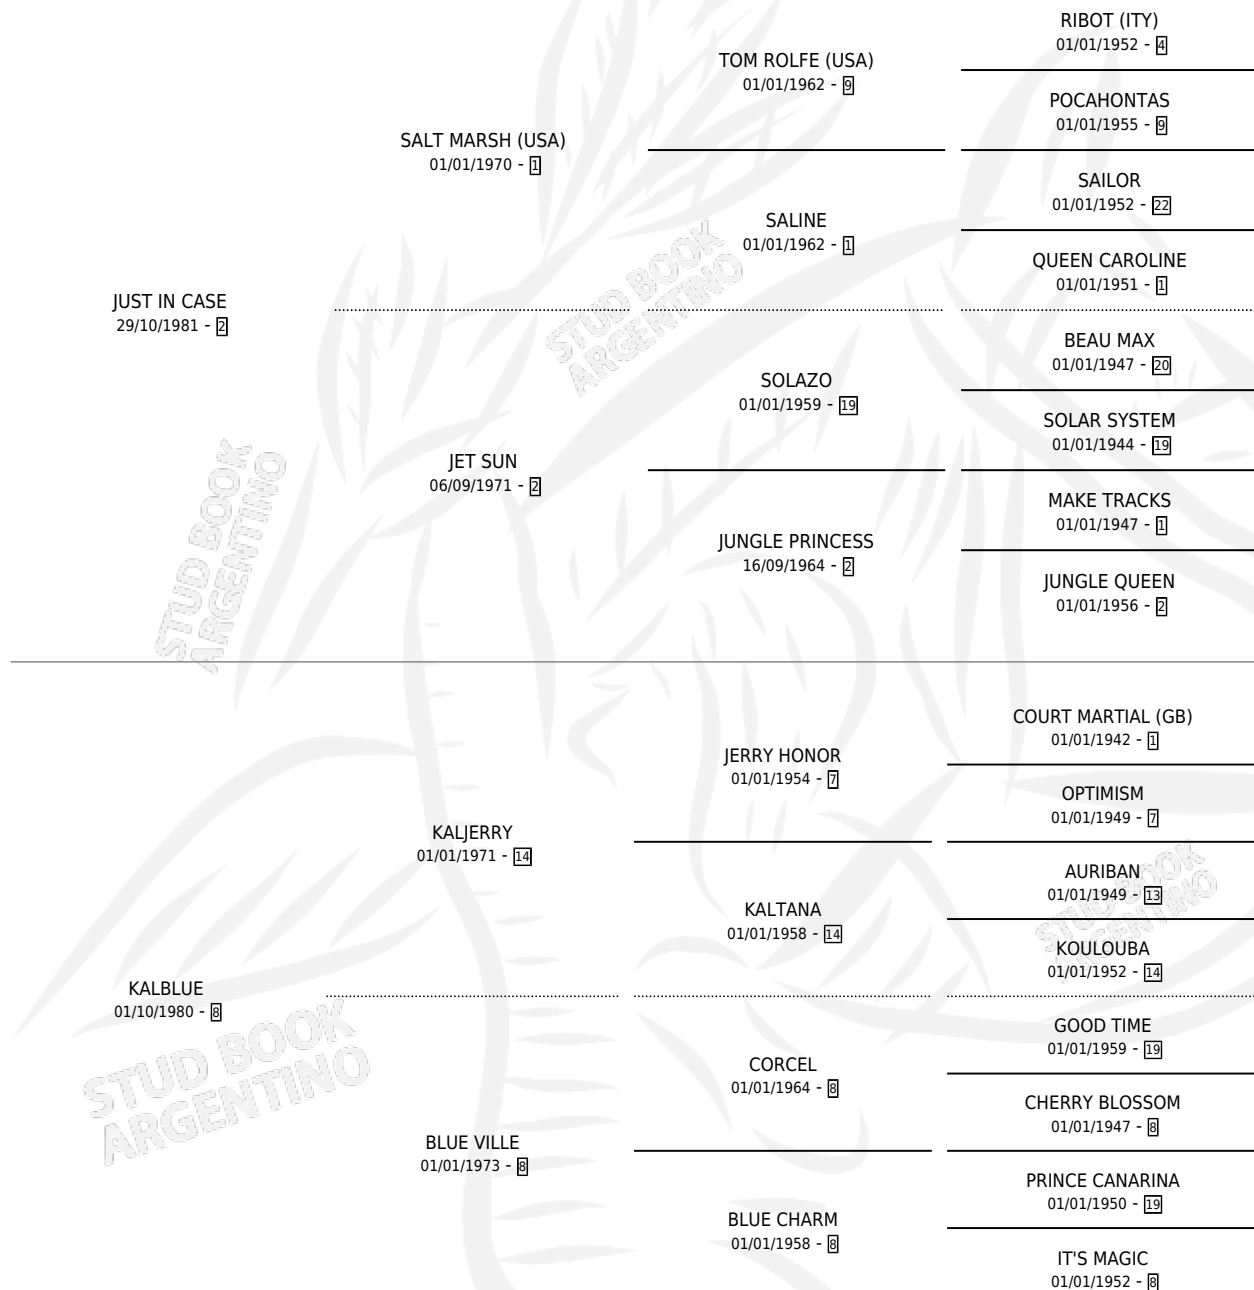 RIBOT (ITY)
01/01/1952 - 4
TOM ROLFE (USA)
01/01/1962 - 9
POCAHONTAS
01/01/1955 - 9
SALT MARSH (USA)
01/01/1970 - 1
SAILOR
01/01/1952 - 22
SALINE
01/01/1962 - 1
QUEEN CAROLINE
01/01/1951 - 1
JUST IN CASE
29/10/1981 - 2
STUD BOOK
ARGENTINO
BEAU MAX
01/01/1947 - 20
SOLAZO
01/01/1959 - 19
SOLAR SYSTEM
01/01/1944 - 19
JET SUN
06/09/1971 - 2
MAKE TRACKS
01/01/1947 - 1
JUNGLE PRINCESS
16/09/1964 - 2
JUNGLE QUEEN
01/01/1956 - 2
STUD BOOK
ARGENTINO
COURT MARTIAL (GB)
01/01/1942 - 1
JERRY HONOR
01/01/1954 - 7
OPTIMISM
01/01/1949 - 7
KALJERRY
01/01/1971 - 14
AURIBAN
01/01/1949 - 13
KALTANA
01/01/1958 - 14
STUD BOOK
ARGENTINO
KOULOUBA
01/01/1952 - 14
KALBLUE
01/10/1980 - 8
STUD BOOK
ARGENTINO
GOOD TIME
01/01/1959 - 19
CORCEL
01/01/1964 - 8
CHERRY BLOSSOM
01/01/1947 - 8
BLUE VILLE
01/01/1973 - 8
PRINCE CANARINA
01/01/1950 - 19
BLUE CHARM
01/01/1958 - 8
IT'S MAGIC
01/01/1952 - 8